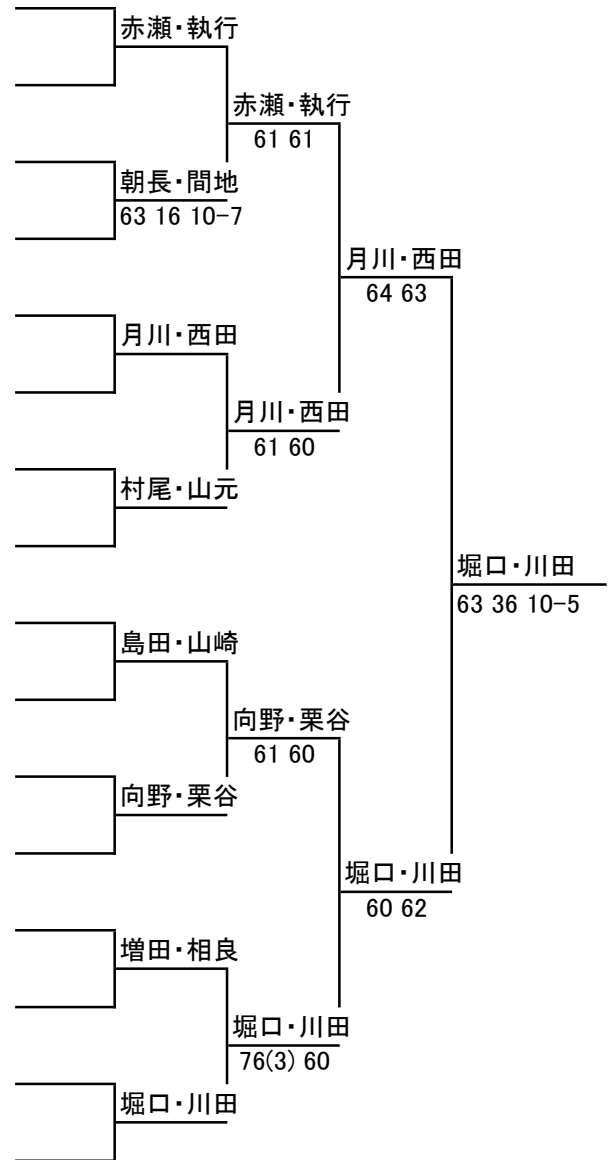 赤瀬・執行
赤瀬・執行
61 61
朝長・間地
63 16 10-7
月川・西田
64 63
月川・西田
月川・西田
61 60
村尾・山元
堀口・川田
63 36 10-5
島田・山崎
向野・栗谷
61 60
向野・栗谷
堀口・川田
60 62
増田・相良
堀口・川田
76(3) 60
堀口・川田